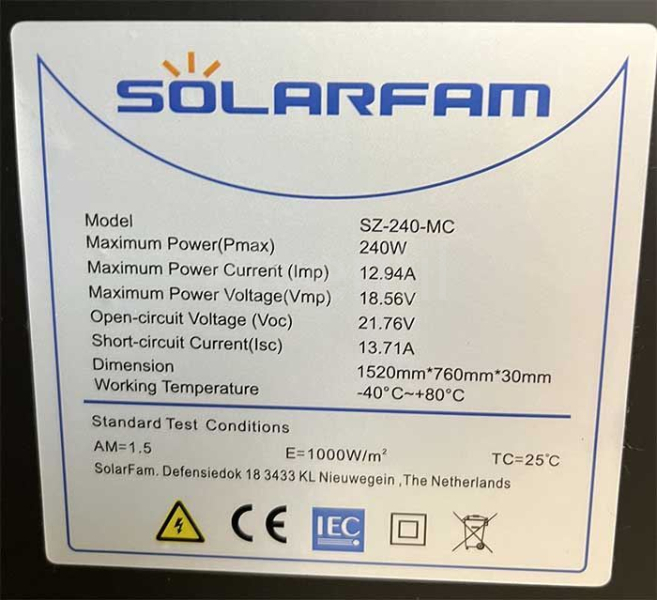 SOLARFAM
Model SZ-240-MC
Maximum Power(Pmax) 240W
Maximum Power Current (Imp) 12.94A
Maximum Power Voltage(Vmp) 18.56V
Open-circuit Voltage (Voc) 21.76V
Short-circuit Current(Isc) 13.71A
Dimension 1520mm*760mm*30mm
Working Temperature -40°C~+80°C
Standard Test Conditions
AM=1.5 E=1000W/m² TC=25°C
SolarFam. Defensiedok 18 3433 KL Nieuwegein ,The Netherlands
CE IEC